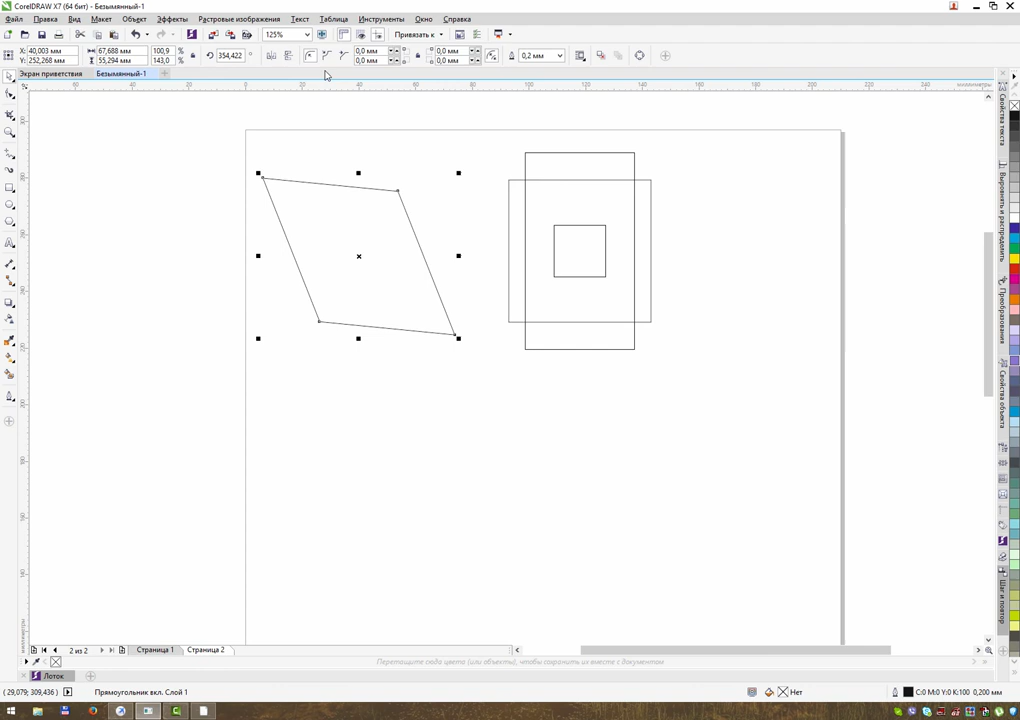 CorelDRAW X7 (64 бит) - Безымянный-1
Файл Правка Вид Макет Объект Эффекты Растровые изображения Текст Таблица Инструменты Окно Справка
125% Привязать к
X: 40,003 мм 67,688 мм 100,9 % 354,422 ° 0,0 мм 0,0 мм 0,2 мм
Y: 252,268 мм 55,294 мм 143,0 % 0,0 мм 0,0 мм
Экран приветствия Безымянный-1
миллиметры
Свойства текста
Выровнять и распределить
Преобразования
Свойства объекта
Шаг и повтор
2 из 2 Страница 1 Страница 2
Перетащите сюда цвета (или объекты), чтобы сохранить их вместе с документом
Лоток
( 29,079; 309,436 ) Прямоугольник вкл. Слой 1 Нет C:0 M:0 Y:0 K:100 0,200 мм